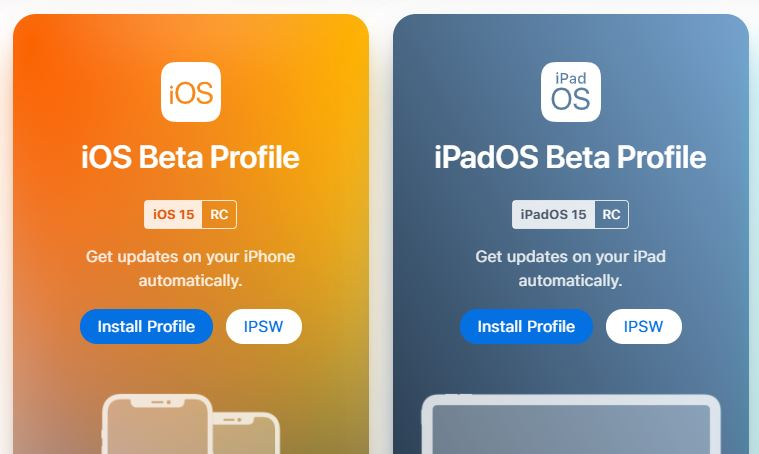 iOS
iOS Beta Profile
iOS 15 RC
Get updates on your iPhone
automatically.
Install Profile IPSW
iPad
OS
iPadOS Beta Profile
iPadOS 15 RC
Get updates on your iPad
automatically.
Install Profile IPSW